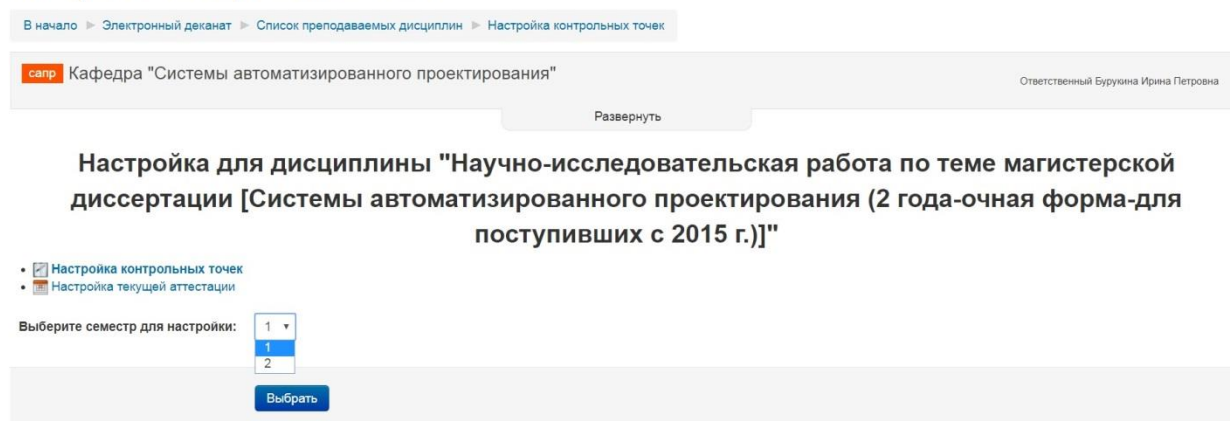 В начало ► Электронный деканат ► Список преподаваемых дисциплин ► Настройка контрольных точек
сапр Кафедра "Системы автоматизированного проектирования"
Ответственный Бурукина Ирина Петровна
Развернуть
Настройка для дисциплины "Научно-исследовательская работа по теме магистерской
диссертации [Системы автоматизированного проектирования (2 года-очная форма-для
поступивших с 2015 г.)]"
• Настройка контрольных точек
• Настройка текущей аттестации
Выберите семестр для настройки: 1
1
2
Выбрать